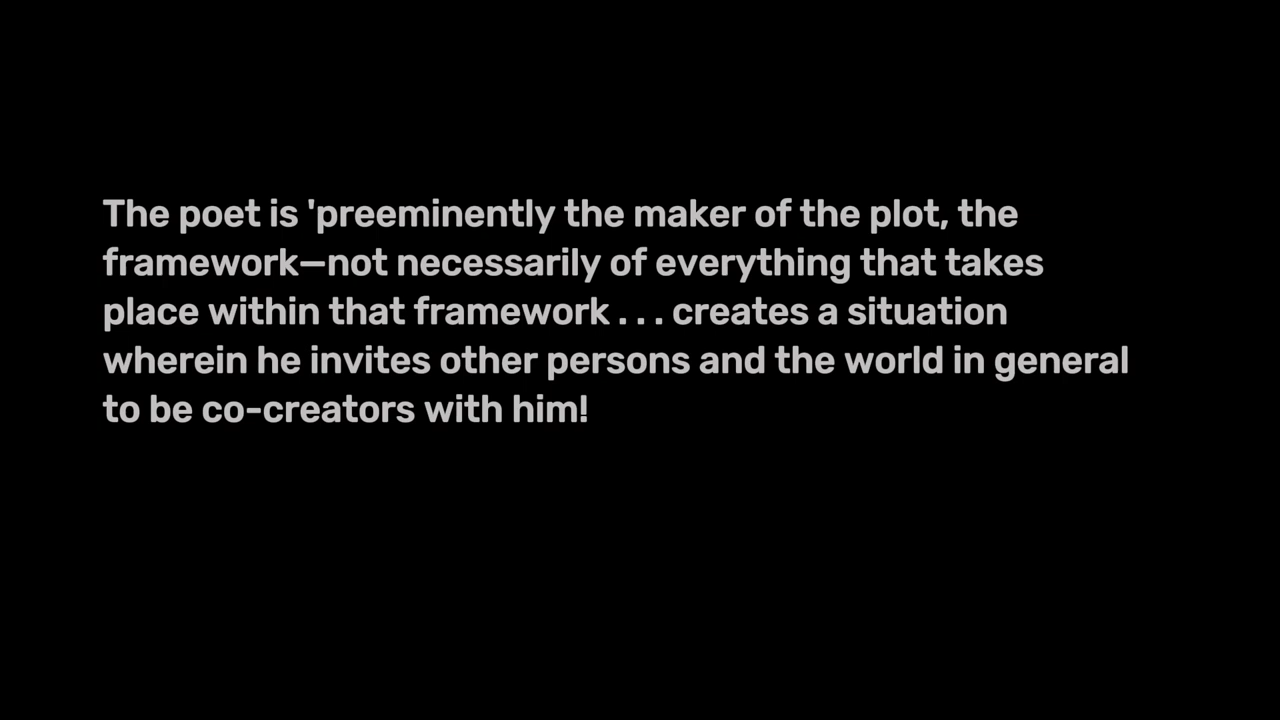 The poet is 'preeminently the maker of the plot, the
framework—not necessarily of everything that takes
place within that framework . . . creates a situation
wherein he invites other persons and the world in general
to be co-creators with him!